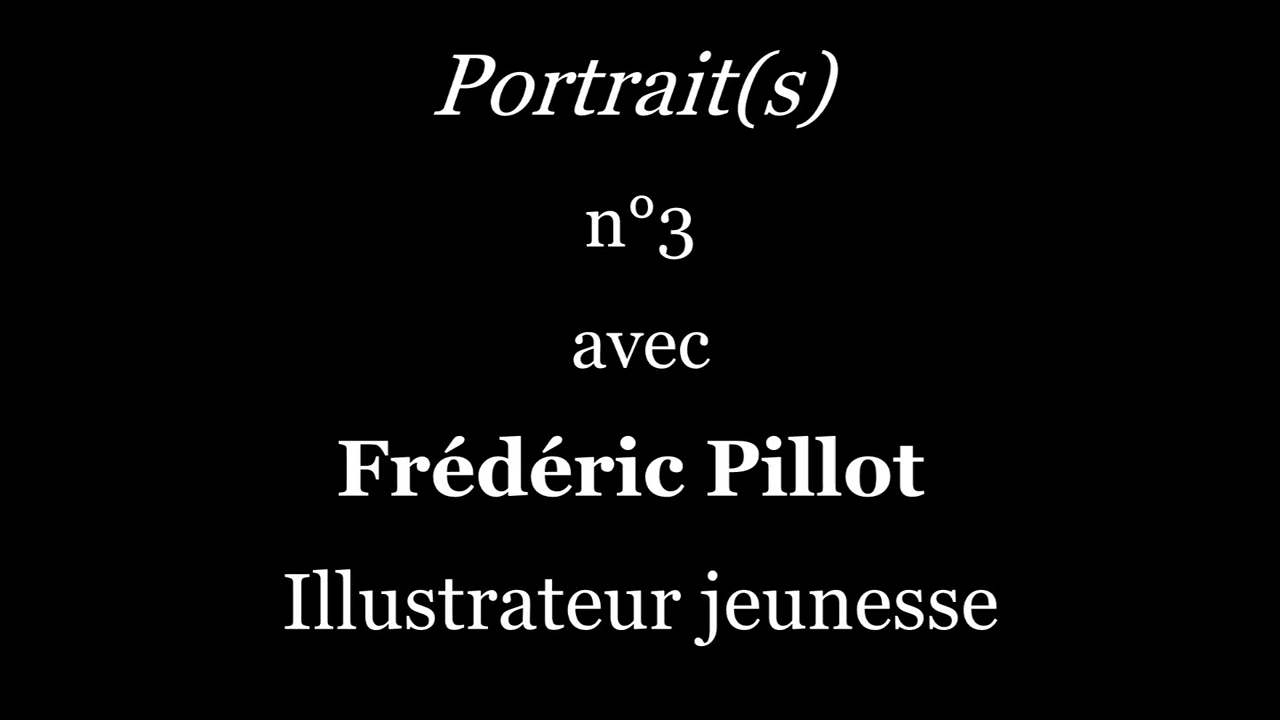 Portrait(s)
n°3
avec
Frédéric Pillot
Illustrateur jeunesse